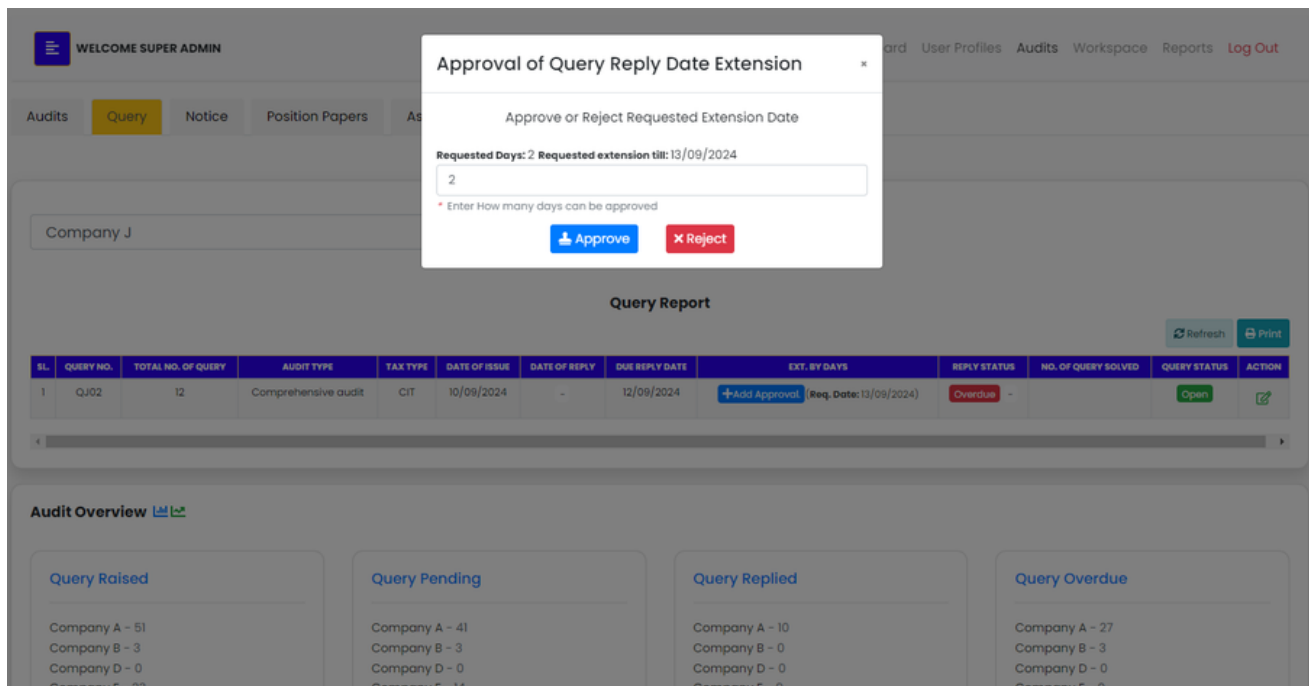 WELCOME SUPER ADMIN
ard User Profiles Audits Workspace Reports Log Out
Approval of Query Reply Date Extension ×
Audits Query Notice Position Papers As
Approve or Reject Requested Extension Date
Requested Days: 2 Requested extension till: 13/09/2024
2
* Enter How many days can be approved
Approve Reject
Company J
Query Report
Refresh Print
SL. QUERY NO. TOTAL NO. OF QUERY AUDIT TYPE TAX TYPE DATE OF ISSUE DATE OF REPLY DUE REPLY DATE EXT. BY DAYS REPLY STATUS NO. OF QUERY SOLVED QUERY STATUS ACTION
1 QJ02 12 Comprehensive audit CIT 10/09/2024 - 12/09/2024 +Add Approval (Req. Date: 13/09/2024) Overdue - Open
Audit Overview
Query Raised Query Pending Query Replied Query Overdue
Company A - 51 Company A - 41 Company A - 10 Company A - 27
Company B - 3 Company B - 3 Company B - 0 Company B - 3
Company D - 0 Company D - 0 Company D - 0 Company D - 0